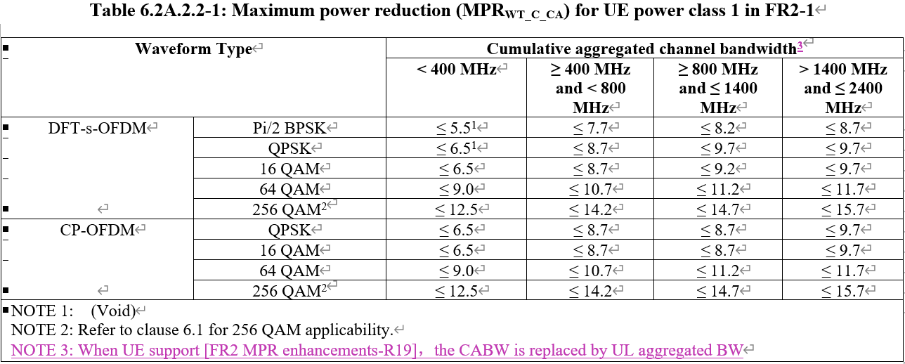 Table 6.2A.2.2-1: Maximum power reduction (MPRWT_C_CA) for UE power class 1 in FR2-1
Waveform Type Cumulative aggregated channel bandwidth3
< 400 MHz ≥ 400 MHz and < 800 MHz ≥ 800 MHz and ≤ 1400 MHz > 1400 MHz and ≤ 2400 MHz
DFT-s-OFDM Pi/2 BPSK ≤ 5.5¹ ≤ 7.7 ≤ 8.2 ≤ 8.7
QPSK ≤ 6.5¹ ≤ 8.7 ≤ 9.7 ≤ 9.7
16 QAM ≤ 6.5 ≤ 8.7 ≤ 9.2 ≤ 9.7
64 QAM ≤ 9.0 ≤ 10.7 ≤ 11.2 ≤ 11.7
256 QAM² ≤ 12.5 ≤ 14.2 ≤ 14.7 ≤ 15.7
CP-OFDM QPSK ≤ 6.5 ≤ 8.7 ≤ 8.7 ≤ 9.7
16 QAM ≤ 6.5 ≤ 8.7 ≤ 8.7 ≤ 9.7
64 QAM ≤ 9.0 ≤ 10.7 ≤ 11.2 ≤ 11.7
256 QAM² ≤ 12.5 ≤ 14.2 ≤ 14.7 ≤ 15.7
NOTE 1: (Void)
NOTE 2: Refer to clause 6.1 for 256 QAM applicability.
NOTE 3: When UE support [FR2 MPR enhancements-R19]，the CABW is replaced by UL aggregated BW